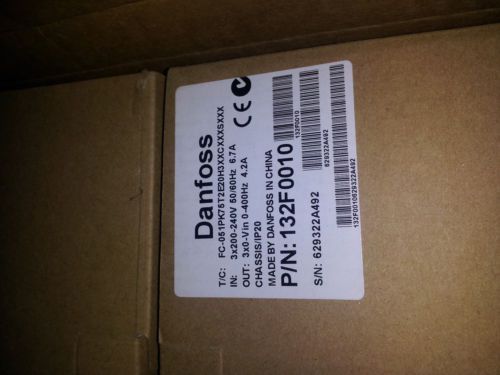 Danfoss
T/C: FC-051PK75T2E20H3XXCXXXSXXX
IN: 3x200-240V 50/60Hz 6.7A
OUT: 3x0-Vin 0-400Hz 4.2A
CHASSIS/IP20
MADE BY DANFOSS IN CHINA
P/N: 132F0010
S/N: 629322A492
CE
132F0010
629322A492
132F0010629322A492